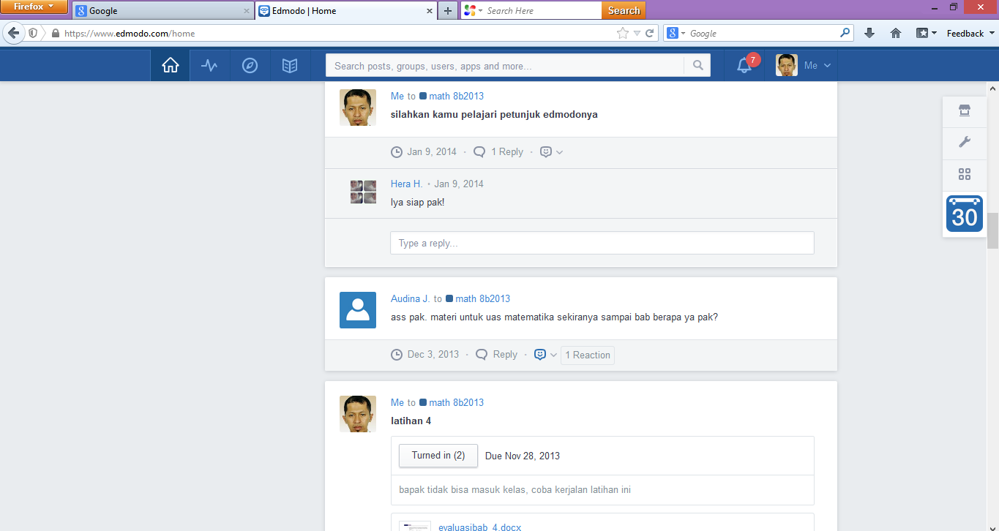 Firefox
Google
Edmodo | Home
Search Here
Search
https://www.edmodo.com/home
Google
Feedback
Search posts, groups, users, apps and more...
7
Me
Me to math 8b2013
silahkan kamu pelajari petunjuk edmodonya
Jan 9, 2014 · 1 Reply ·
Hera H. · Jan 9, 2014
Iya siap pak!
Type a reply...
30
Audina J. to math 8b2013
ass pak. materi untuk uas matematika sekiranya sampai bab berapa ya pak?
Dec 3, 2013 · Reply · 1 Reaction
Me to math 8b2013
latihan 4
Turned in (2) Due Nov 28, 2013
bapak tidak bisa masuk kelas, coba kerjalan latihan ini
evaluasibab_4.docx